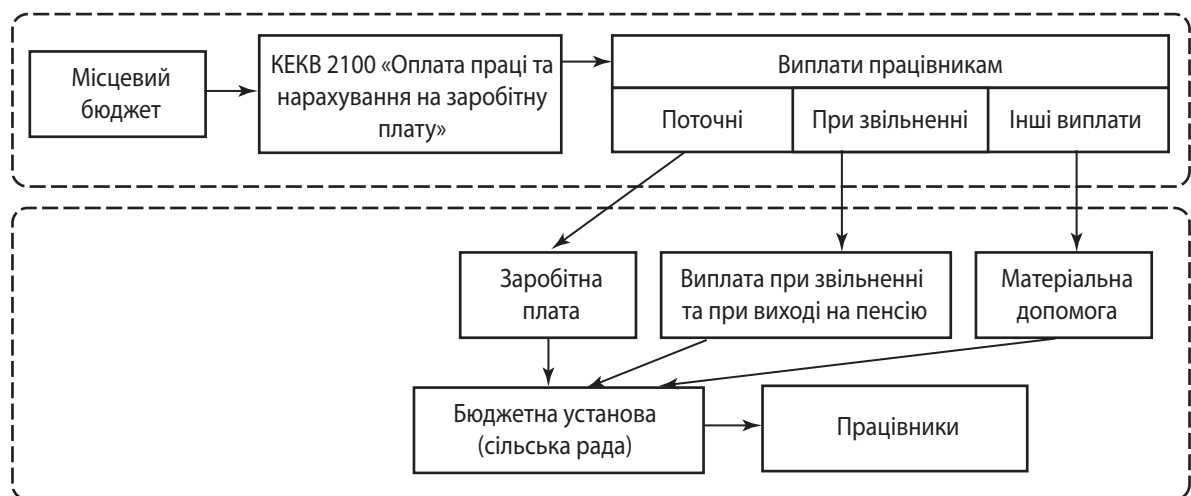 Місцевий
бюджет
КЕКВ 2100 «Оплата праці та
нарахування на заробітну
плату»
Виплати працівникам
Поточні
При звільненні
Інші виплати
Заробітна
плата
Виплата при звільненні
та при виході на пенсію
Матеріальна
допомога
Бюджетна установа
(сільська рада)
Працівники